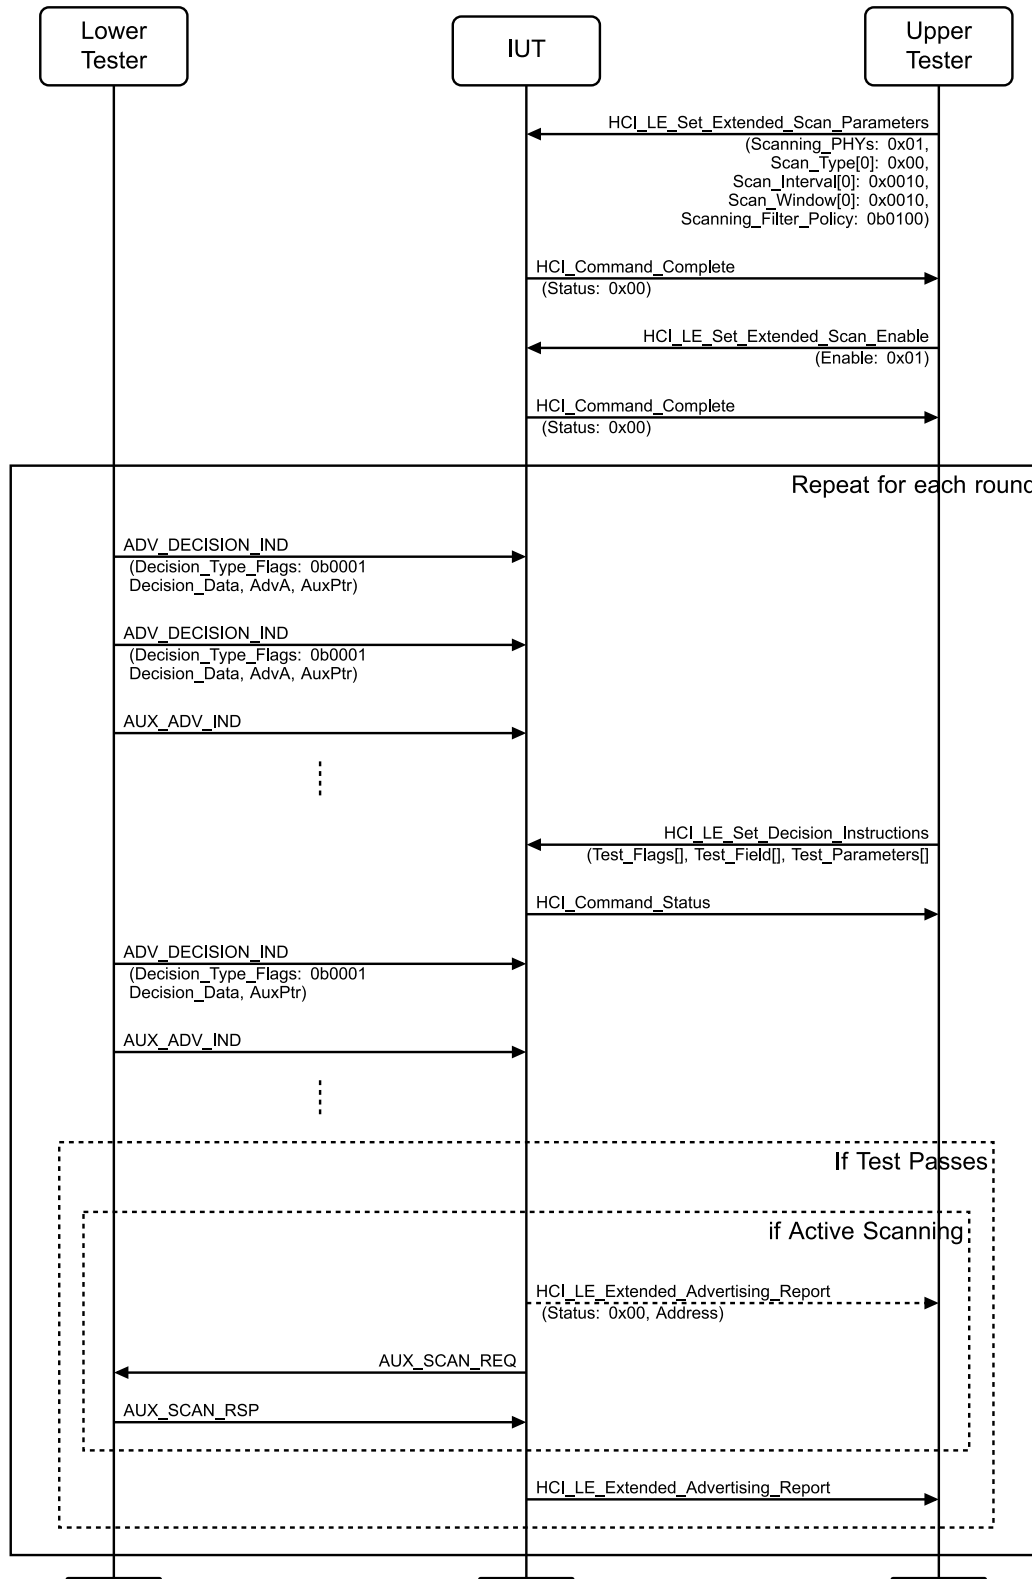 Lower
Tester
IUT
Upper
Tester
HCI_LE_Set_Extended_Scan_Parameters
(Scanning_PHYs: 0x01,
Scan_Type[0]: 0x00,
Scan_Interval[0]: 0x0010,
Scan_Window[0]: 0x0010,
Scanning_Filter_Policy: 0b0100)
HCI_Command_Complete
(Status: 0x00)
HCI_LE_Set_Extended_Scan_Enable
(Enable: 0x01)
HCI_Command_Complete
(Status: 0x00)
Repeat for each round
ADV_DECISION_IND
(Decision_Type_Flags: 0b0001
Decision_Data, AdvA, AuxPtr)
ADV_DECISION_IND
(Decision_Type_Flags: 0b0001
Decision_Data, AdvA, AuxPtr)
AUX_ADV_IND
HCI_LE_Set_Decision_Instructions
(Test_Flags[], Test_Field[], Test_Parameters[]
HCI_Command_Status
ADV_DECISION_IND
(Decision_Type_Flags: 0b0001
Decision_Data, AuxPtr)
AUX_ADV_IND
If Test Passes
if Active Scanning
HCI_LE_Extended_Advertising_Report
(Status: 0x00, Address)
AUX_SCAN_REQ
AUX_SCAN_RSP
HCI_LE_Extended_Advertising_Report